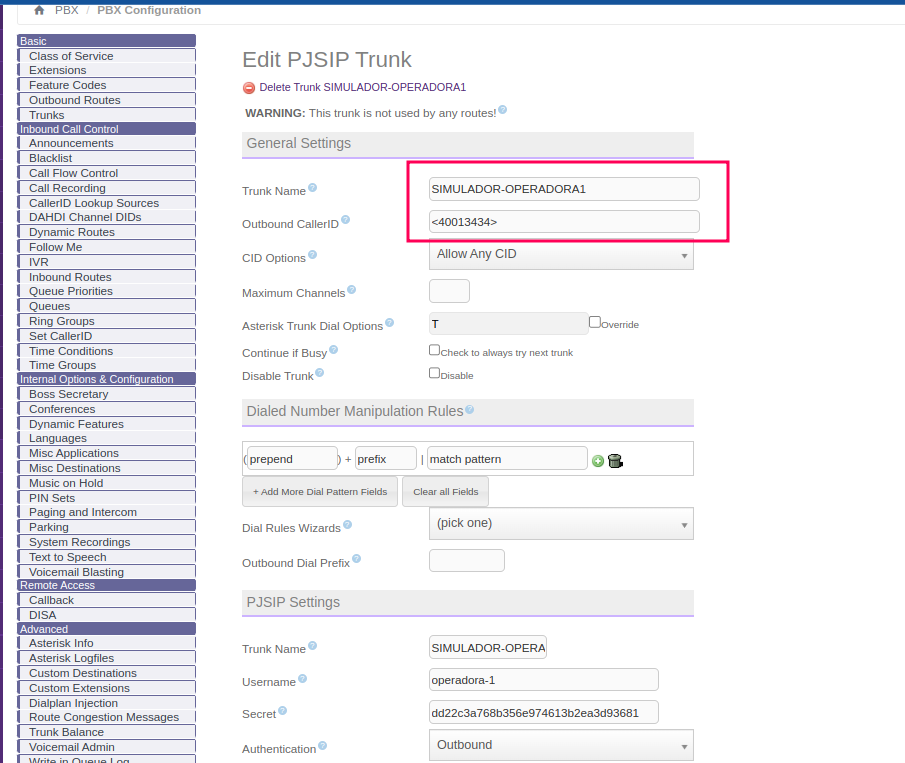 PBX / PBX Configuration
Basic
Class of Service
Extensions
Feature Codes
Outbound Routes
Trunks
Inbound Call Control
Announcements
Blacklist
Call Flow Control
Call Recording
CallerID Lookup Sources
DAHDI Channel DIDs
Dynamic Routes
Follow Me
IVR
Inbound Routes
Queue Priorities
Queues
Ring Groups
Set CallerID
Time Conditions
Time Groups
Internal Options & Configuration
Boss Secretary
Conferences
Dynamic Features
Languages
Misc Applications
Misc Destinations
Music on Hold
PIN Sets
Paging and Intercom
Parking
System Recordings
Text to Speech
Voicemail Blasting
Remote Access
Callback
DISA
Advanced
Asterisk Info
Asterisk Logfiles
Custom Destinations
Custom Extensions
Dialplan Injection
Route Congestion Messages
Trunk Balance
Voicemail Admin
Write in Queue Log
Edit PJSIP Trunk
Delete Trunk SIMULADOR-OPERADORA1
WARNING: This trunk is not used by any routes!
General Settings
Trunk Name SIMULADOR-OPERADORA1
Outbound CallerID <40013434>
CID Options Allow Any CID
Maximum Channels
Asterisk Trunk Dial Options T Override
Continue if Busy Check to always try next trunk
Disable Trunk Disable
Dialed Number Manipulation Rules
(prepend) + prefix | match pattern
+ Add More Dial Pattern Fields Clear all Fields
Dial Rules Wizards (pick one)
Outbound Dial Prefix
PJSIP Settings
Trunk Name SIMULADOR-OPERA
Username operadora-1
Secret dd22c3a768b356e974613b2ea3d93681
Authentication Outbound